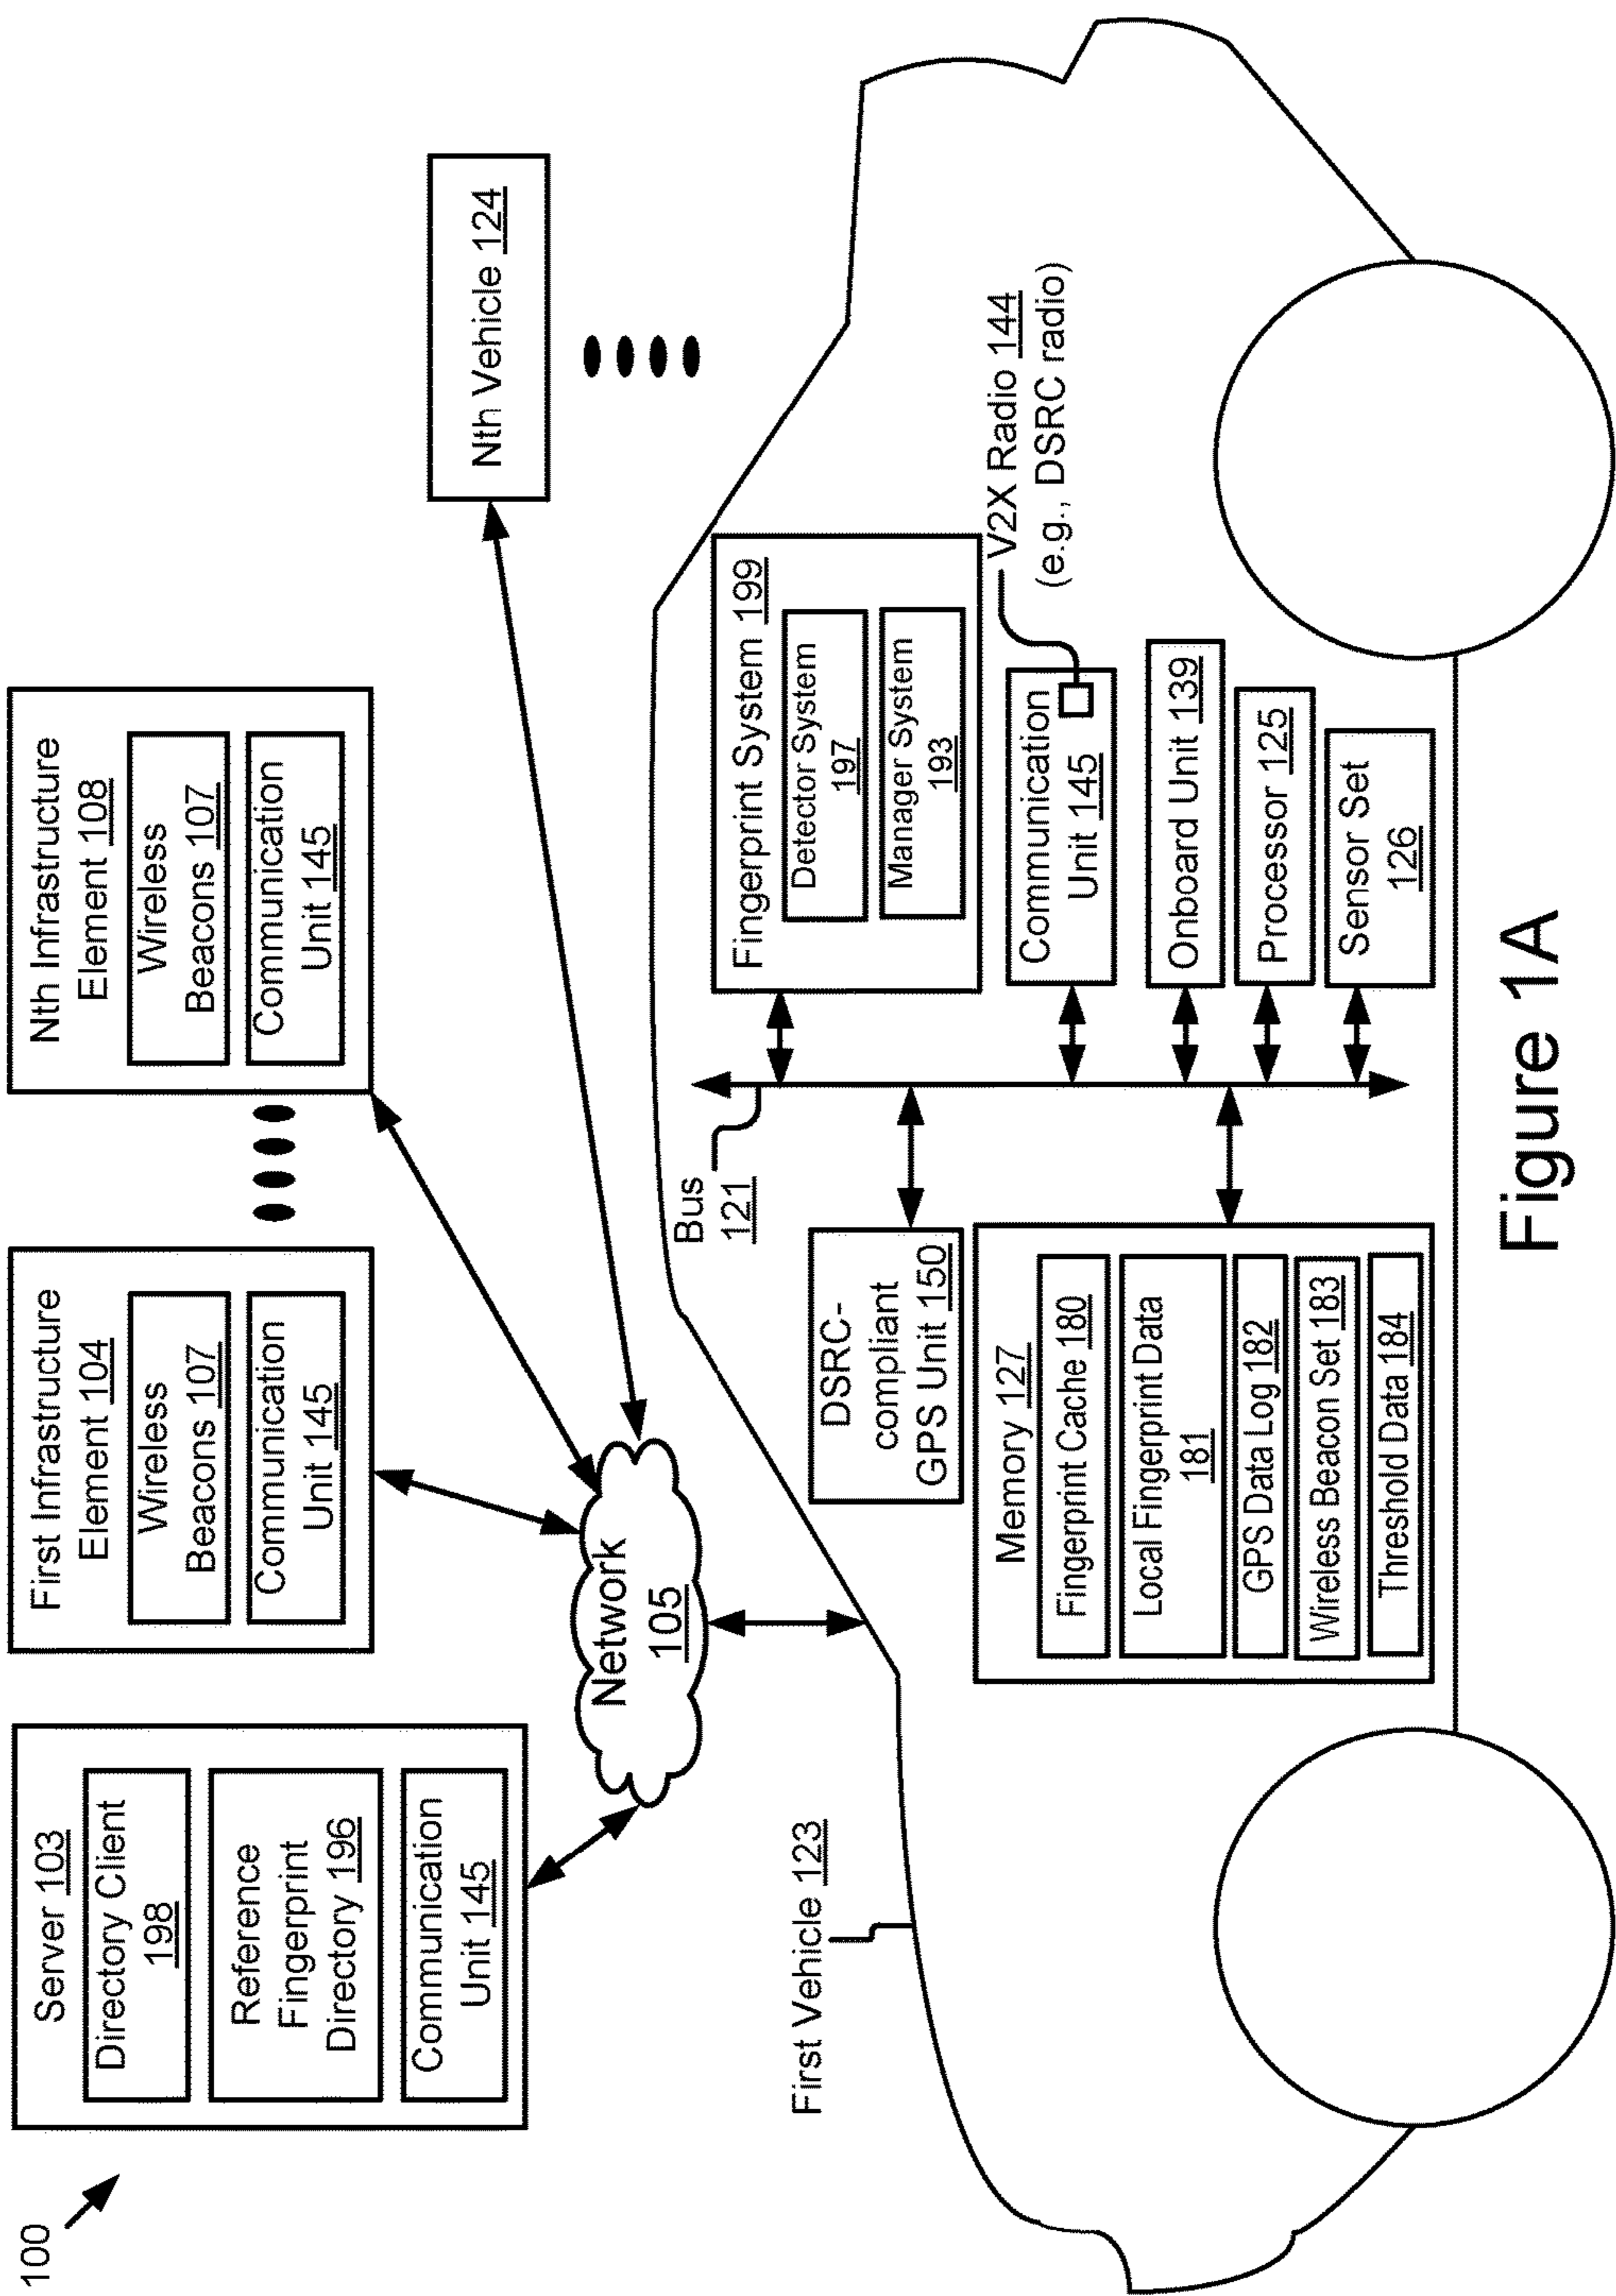 100
Server 103
Directory Client
198
Reference
Fingerprint
Directory 196
Communication
Unit 145
First Infrastructure
Element 104
Wireless
Beacons 107
Communication
Unit 145
Nth Infrastructure
Element 108
Wireless
Beacons 107
Communication
Unit 145
Network
105
Nth Vehicle 124
First Vehicle 123
Bus
121
DSRC-
compliant
GPS Unit 150
Memory 127
Fingerprint Cache 180
Local Fingerprint Data
181
GPS Data Log 182
Wireless Beacon Set 183
Threshold Data 184
Fingerprint System 199
Detector System
197
Manager System
193
Communication
Unit 145
V2X Radio 144
(e.g., DSRC radio)
Onboard Unit 139
Processor 125
Sensor Set
126
Figure 1A